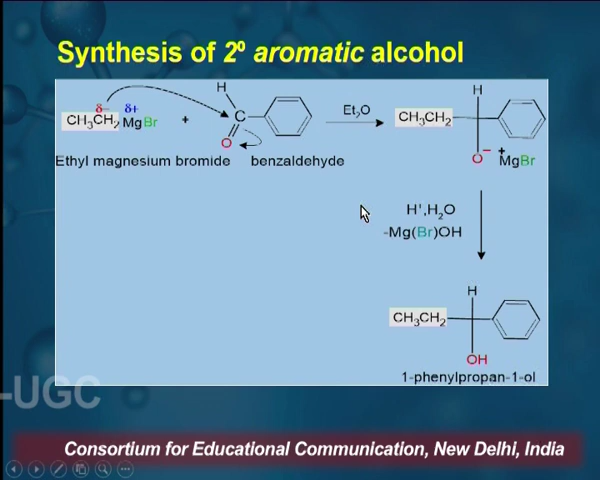 Synthesis of 2º aromatic alcohol
H
δ- δ+
CH3CH2 MgBr + C
O
Et2O
CH3CH2 H
O- +MgBr
Ethyl magnesium bromide benzaldehyde
H+,H2O
-Mg(Br)OH
H
CH3CH2
OH
1-phenylpropan-1-ol
-UGC
Consortium for Educational Communication, New Delhi, India